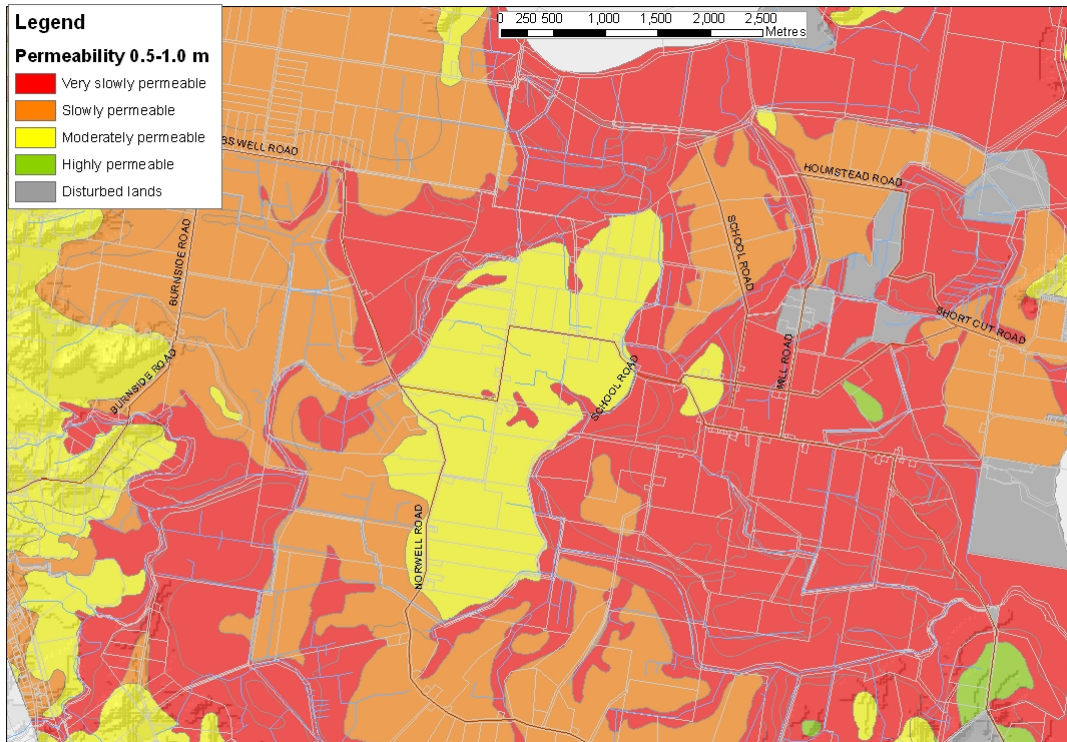 Legend
Permeability 0.5-1.0 m
Very slowly permeable
Slowly permeable
Moderately permeable
Highly permeable
Disturbed lands
0 250 500 1,000 1,500 2,000 2,500
Metres
BSWELL ROAD
HOLMSTEAD ROAD
BURNSIDE ROAD
SCHOOL ROAD
SHORT CUT ROAD
BURNSIDE ROAD
SCHOOL ROAD
MILL ROAD
NORWELL ROAD